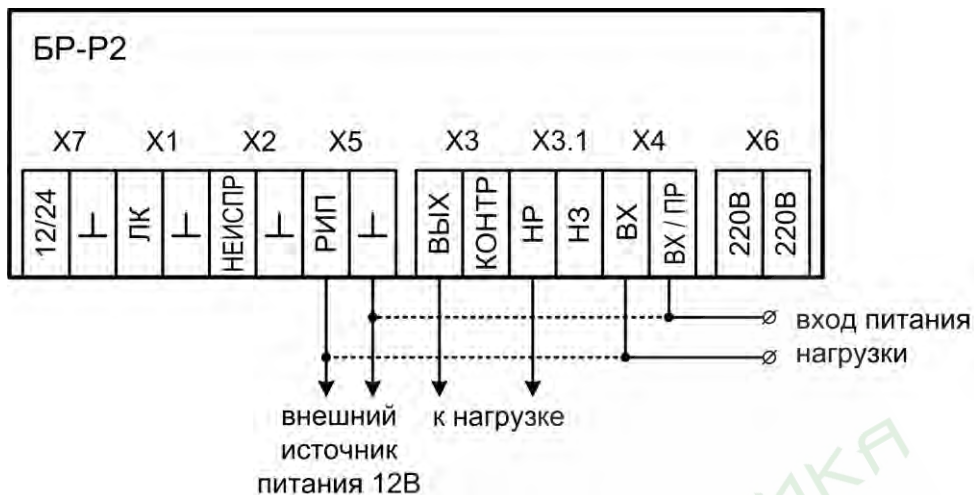 БР-Р2
X7 X1 X2 X5 X3 X3.1 X4 X6
12/24 ⊥ ЛК ⊥ НЕИСПР ⊥ РИП ⊥ ВЫХ КОНТР НР НЗ ВХ ВХ / ПР 220В 220В
вход питания
нагрузки
внешний
источник
питания 12В
к нагрузке